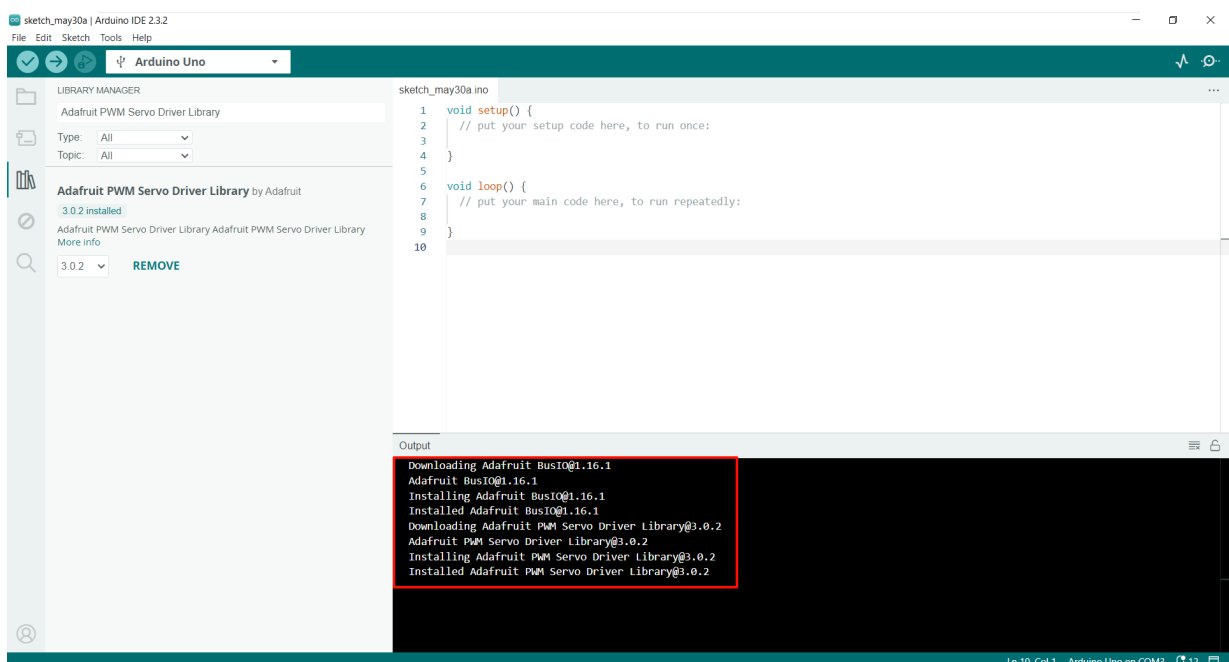 sketch_may30a | Arduino IDE 2.3.2
File Edit Sketch Tools Help
Arduino Uno
LIBRARY MANAGER
Adafruit PWM Servo Driver Library
Type: All
Topic: All
Adafruit PWM Servo Driver Library by Adafruit
3.0.2 installed
Adafruit PWM Servo Driver Library Adafruit PWM Servo Driver Library
More info
3.0.2 REMOVE
sketch_may30a.ino
1 void setup() {
2 // put your setup code here, to run once:
3
4 }
5
6 void loop() {
7 // put your main code here, to run repeatedly:
8
9 }
10
Output
Downloading Adafruit BusIO@1.16.1
Adafruit BusIO@1.16.1
Installing Adafruit BusIO@1.16.1
Installed Adafruit BusIO@1.16.1
Downloading Adafruit PWM Servo Driver Library@3.0.2
Adafruit PWM Servo Driver Library@3.0.2
Installing Adafruit PWM Servo Driver Library@3.0.2
Installed Adafruit PWM Servo Driver Library@3.0.2
Ln 10, Col 1 Arduino Uno on COM3 12